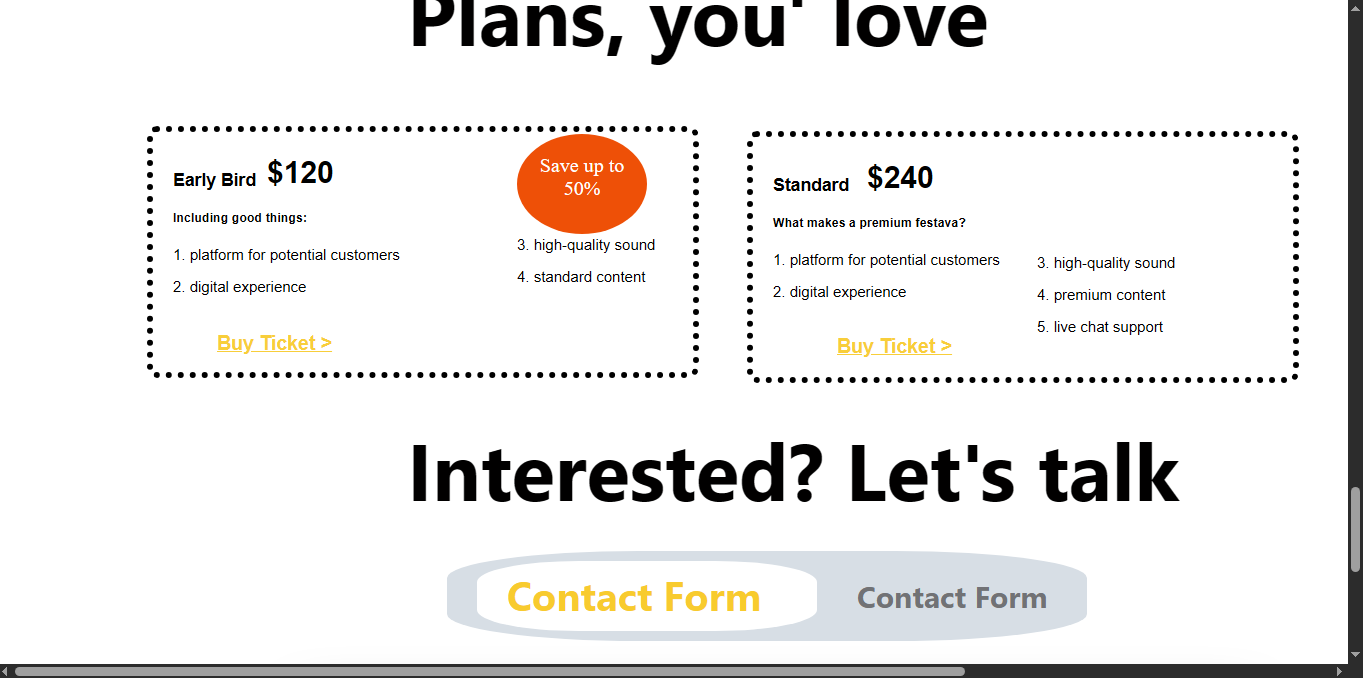 Plans, you' love
Early Bird $120
Including good things:
1. platform for potential customers
2. digital experience
Buy Ticket >
Save up to
50%
3. high-quality sound
4. standard content
Standard $240
What makes a premium festava?
1. platform for potential customers
2. digital experience
Buy Ticket >
3. high-quality sound
4. premium content
5. live chat support
Interested? Let's talk
Contact Form
Contact Form